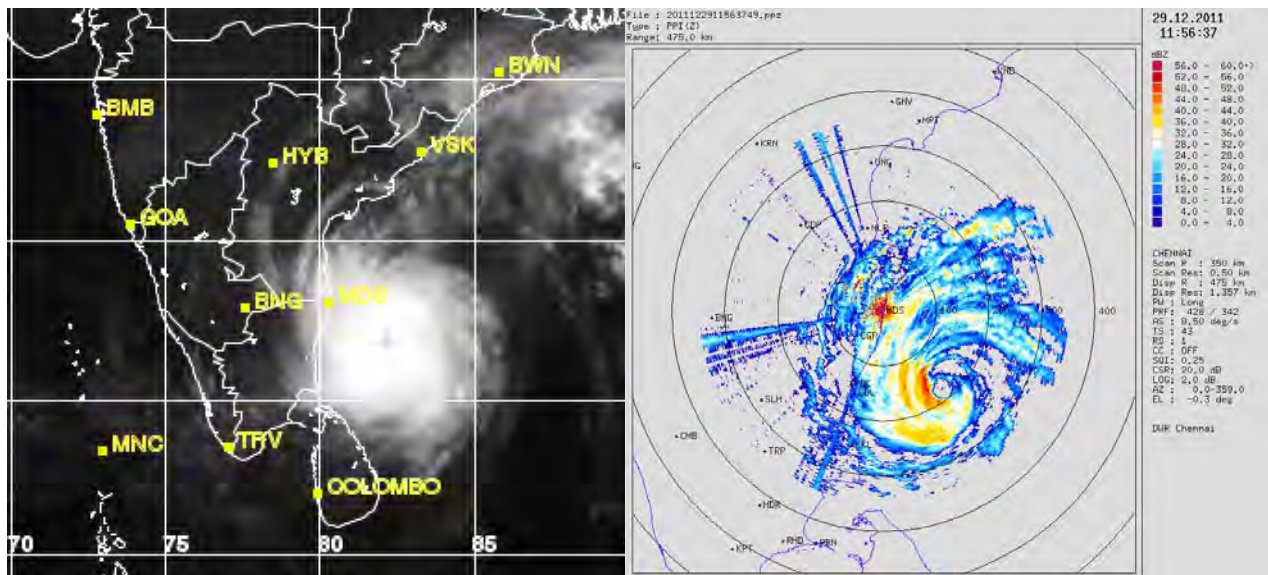 BWN
BMB
VSK
HYB
GOA
BNG
MDS
MNC
TRV
COLOMBO
70
75
80
85
File : 2011122911563749.ppz
Type : PPI(Z)
Range: 475.0 km
GNV
MPT
KRN
ONG
CDP
NLR
BNG
MDS
100
300
400
SLM
CMB
TRP
MDR
RMD
PBN
KPT
29.12.2011
11:56:37
dBZ
56.0 - 60.0+)
52.0 - 56.0
48.0 - 52.0
44.0 - 48.0
40.0 - 44.0
36.0 - 40.0
32.0 - 36.0
28.0 - 32.0
24.0 - 28.0
20.0 - 24.0
16.0 - 20.0
12.0 - 16.0
8.0 - 12.0
4.0 - 8.0
0.0 - 4.0
CHENNAI
Scan R : 350 km
Scan Res: 0.50 km
Disp R : 475 km
Disp Res: 1.357 km
PW : Long
PRF: 428 / 342
AS : 8.50 deg/s
TS : 43
RS : 1
CC : OFF
SQI: 0.25
CSR: 20.0 dB
LOG: 2.0 dB
AZ : 0.0-359.0
EL : -0.3 deg
DWR Chennai